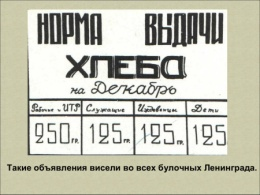 НОРМА ВЫДАЧИ
ХЛЕБА
на Декабрь
Рабочие и ИТР Служащие Иждивенцы Дети
250 ГР. 125 ГР. 125 ГР. 125
Такие объявления висели во всех булочных Ленинграда.